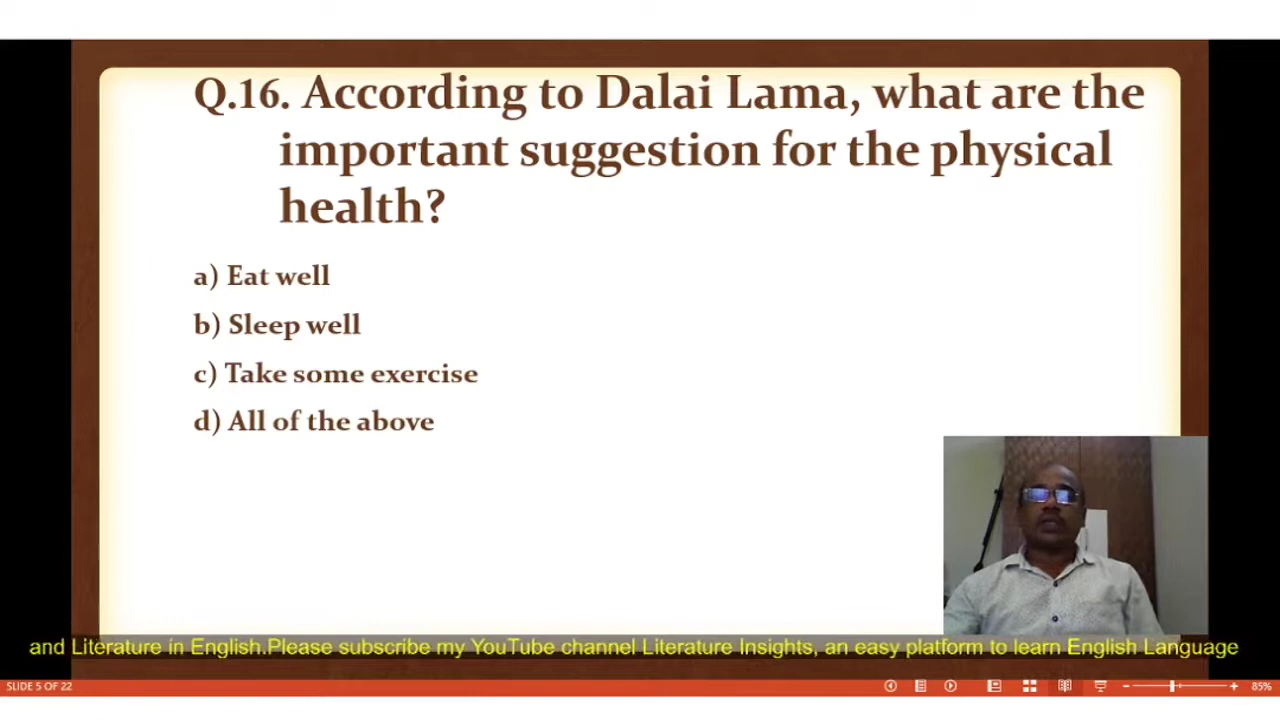 Q.16. According to Dalai Lama, what are the
important suggestion for the physical
health?
a) Eat well
b) Sleep well
c) Take some exercise
d) All of the above
and Literature in English.Please subscribe my YouTube channel Literature Insights, an easy platform to learn English Language
SLIDE 5 OF 22
85%